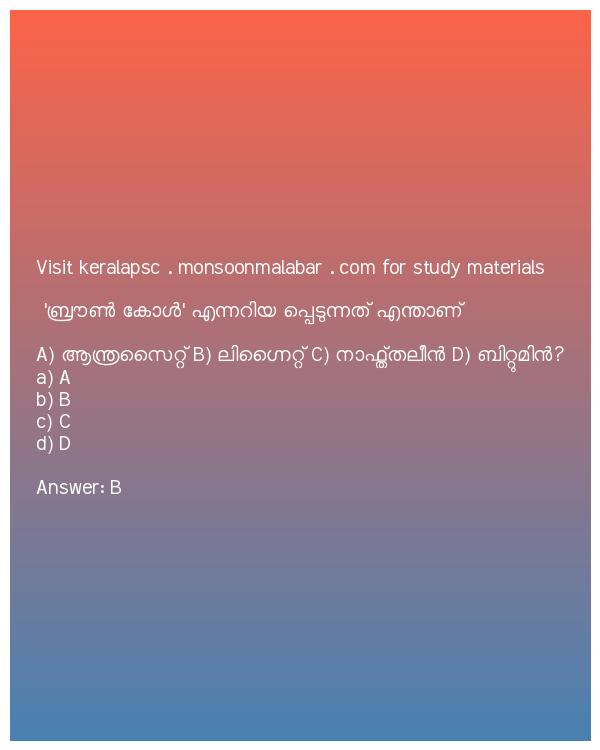 Visit keralapsc . monsoonmalabar . com for study materials
'ബ്രൗൺ കോൾ' എന്നറിയ പ്പെടുന്നത് എന്താണ്
A) ആന്ത്രസൈറ്റ് B) ലിഗ്നൈറ്റ് C) നാഫ്ത്തലീൻ D) ബിറ്റുമിൻ?
a) A
b) B
c) C
d) D
Answer: B